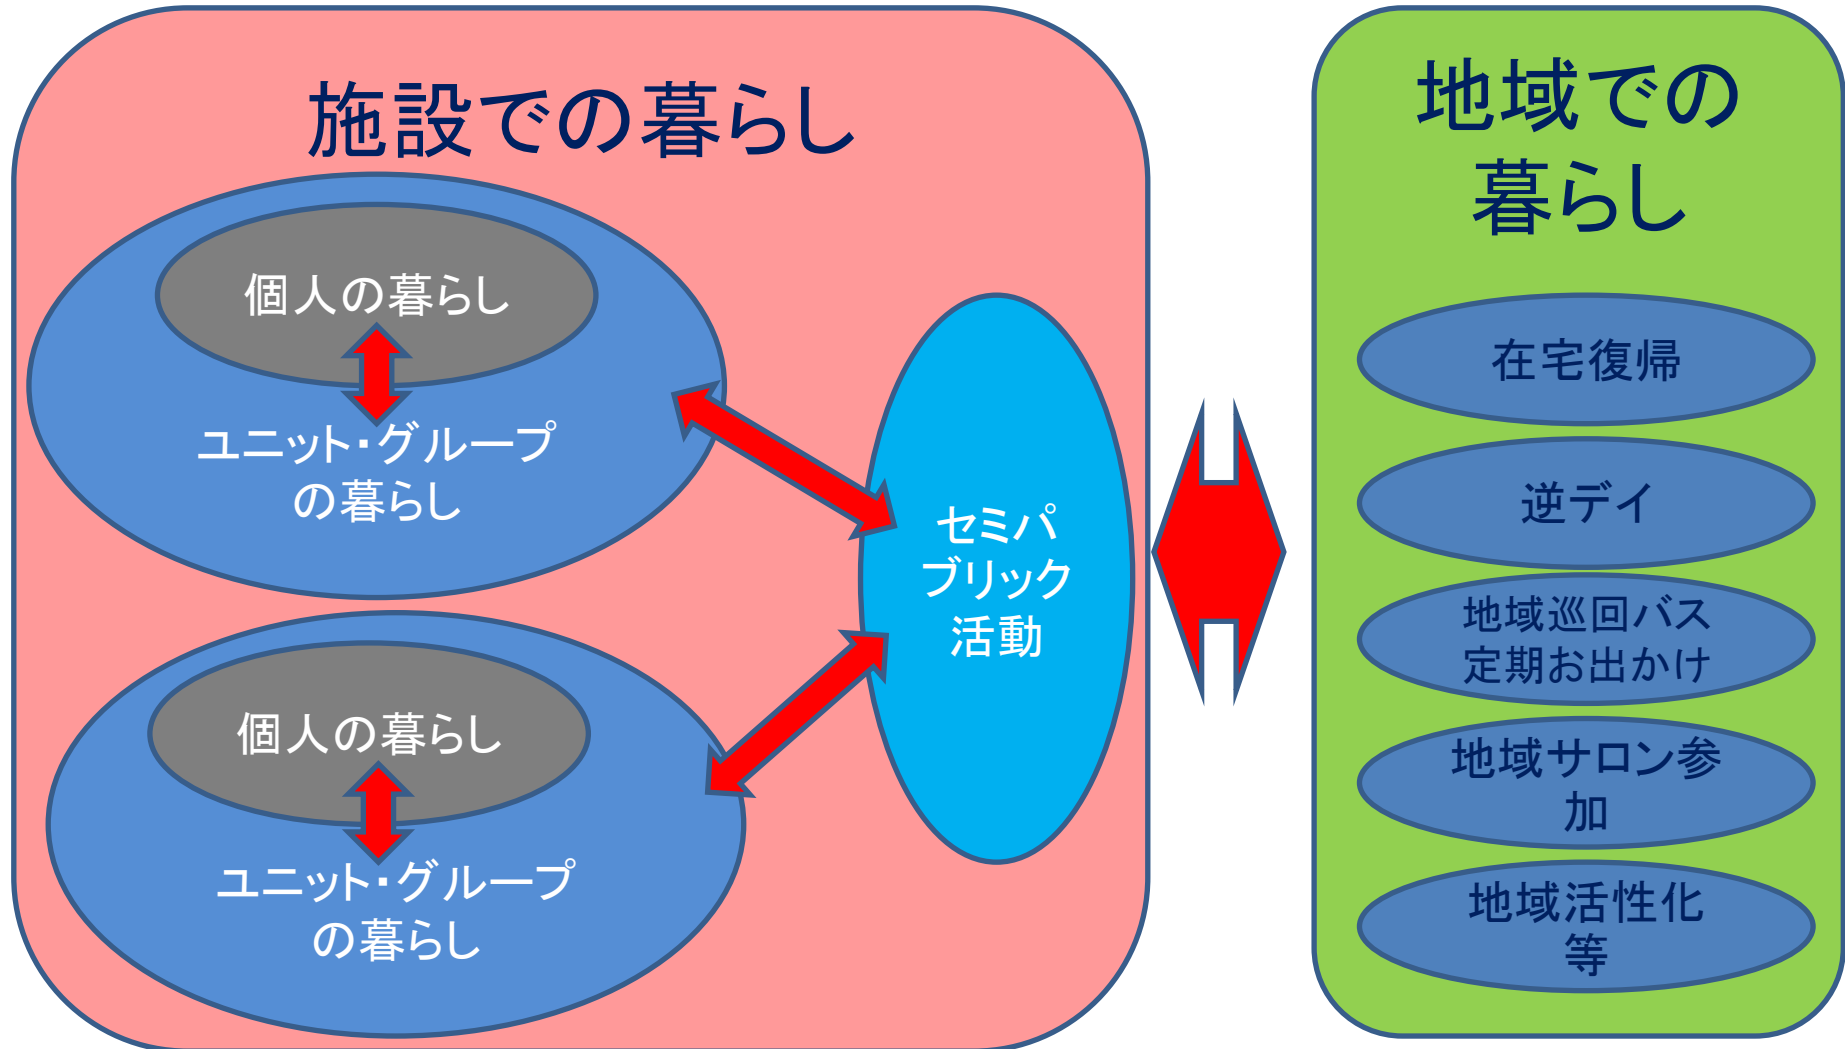 施設での暮らし
個人の暮らし
ユニット・グループ
の暮らし
個人の暮らし
ユニット・グループ
の暮らし
セミパ
ブリック
活動
地域での
暮らし
在宅復帰
逆デイ
地域巡回バス
定期お出かけ
地域サロン参
加
地域活性化
等